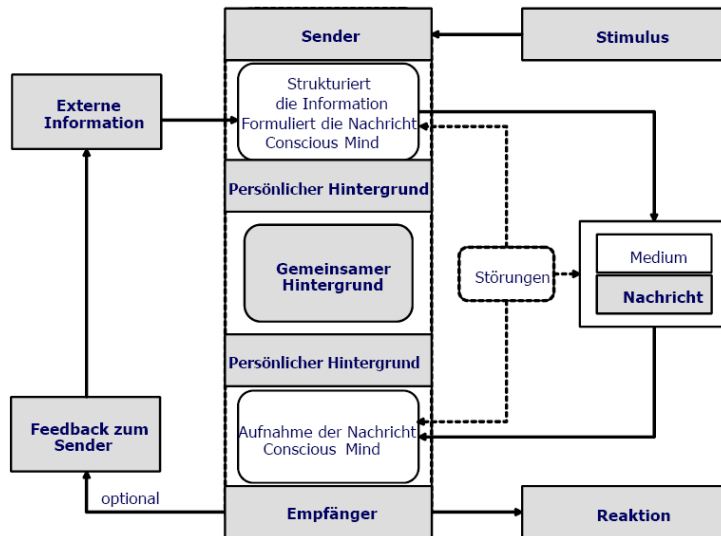 Sender
Stimulus
Strukturiert
die Information
Formuliert die Nachricht
Conscious Mind
Externe
Information
Persönlicher Hintergrund
Gemeinsamer
Hintergrund
Störungen
Medium
Nachricht
Persönlicher Hintergrund
Feedback zum
Sender
Aufnahme der Nachricht
Conscious Mind
optional
Empfänger
Reaktion